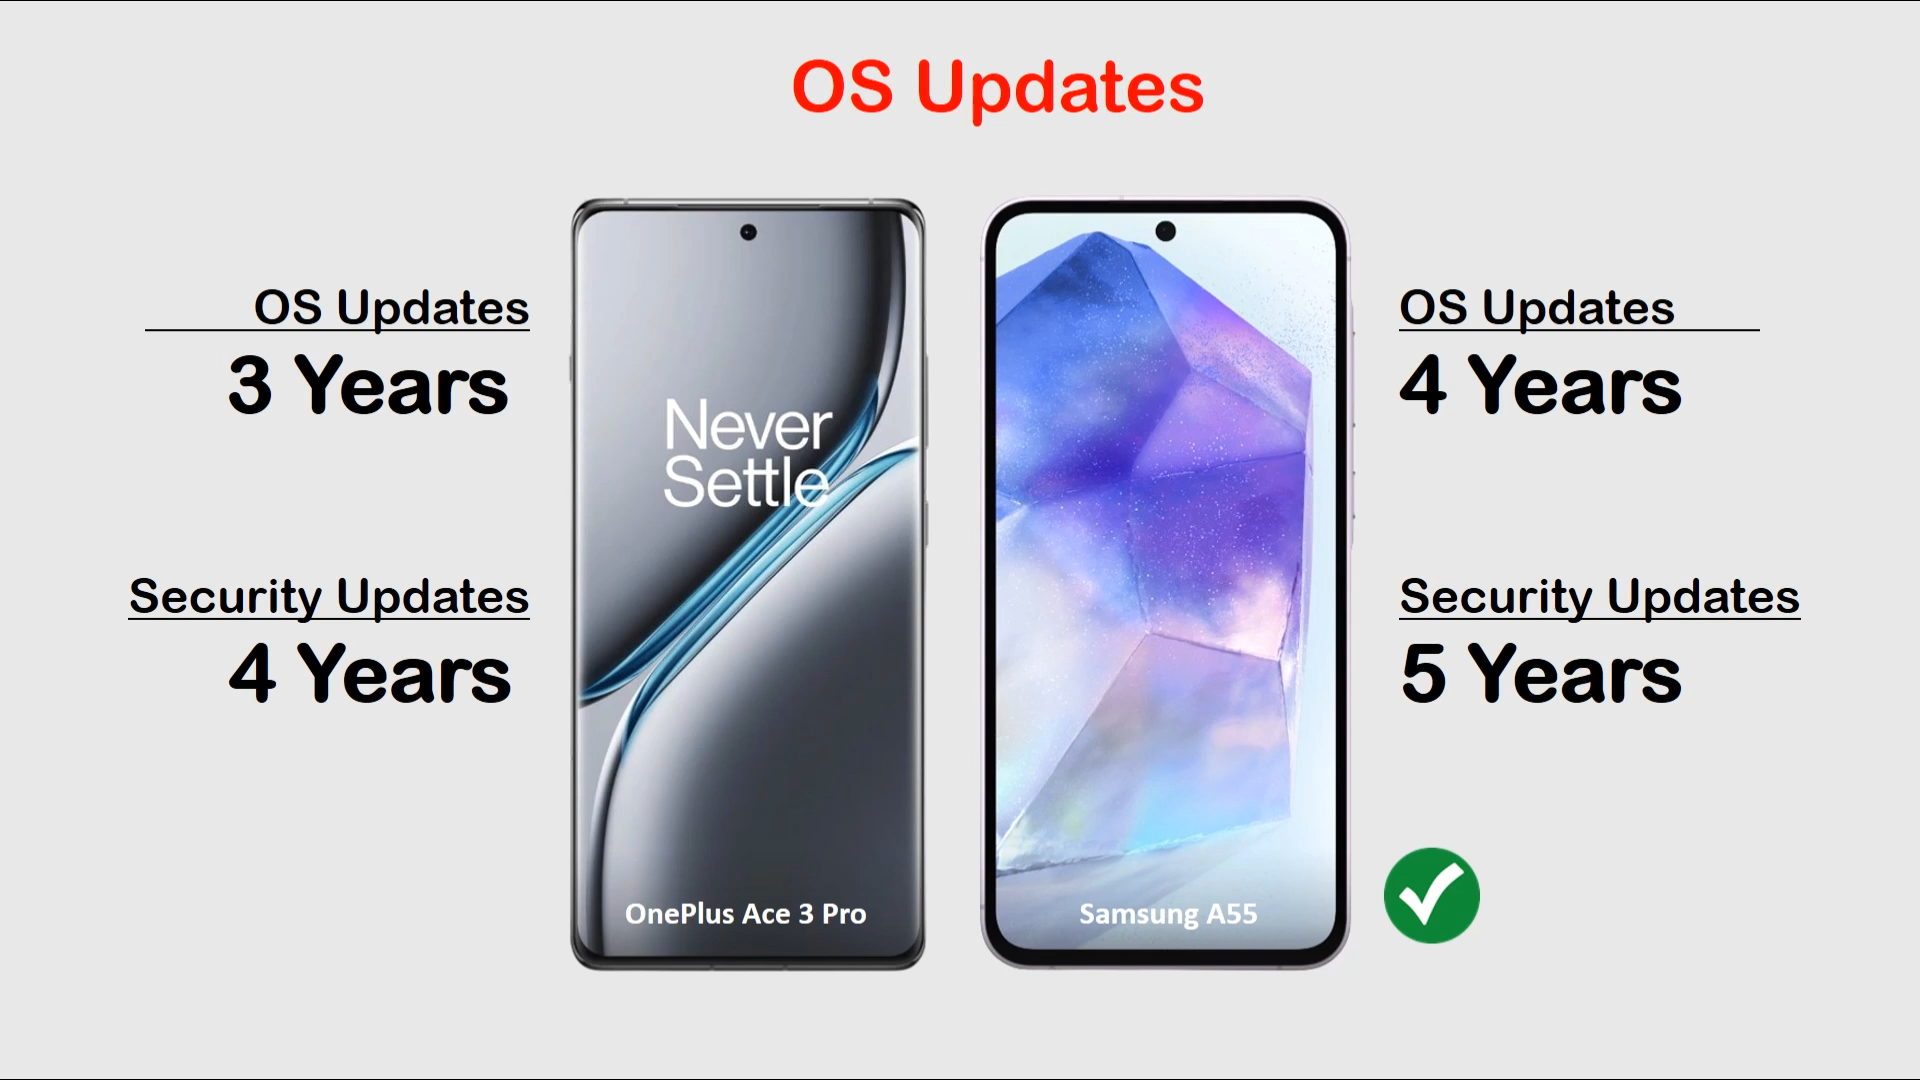 OS Updates
OS Updates
3 Years
Security Updates
4 Years
Never
Settle
OnePlus Ace 3 Pro
Samsung A55
OS Updates
4 Years
Security Updates
5 Years